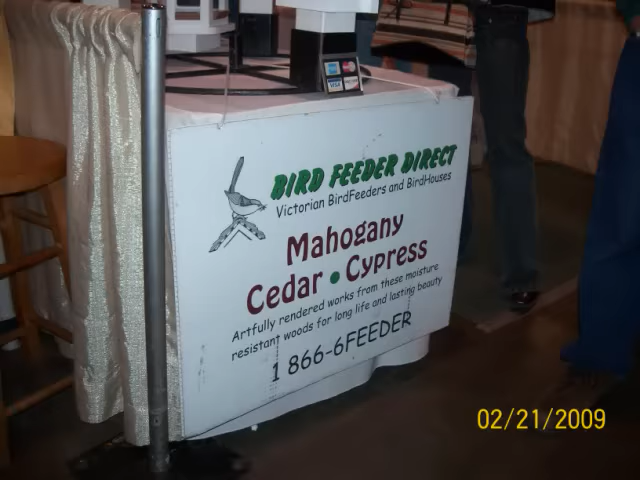 VISA
BIRD FEEDER DIRECT
Victorian BirdFeeders and BirdHouses
Mahogany
Cedar • Cypress
Artfully rendered works from these moisture
resistant woods for long life and lasting beauty
1 866-6FEEDER
02/21/2009